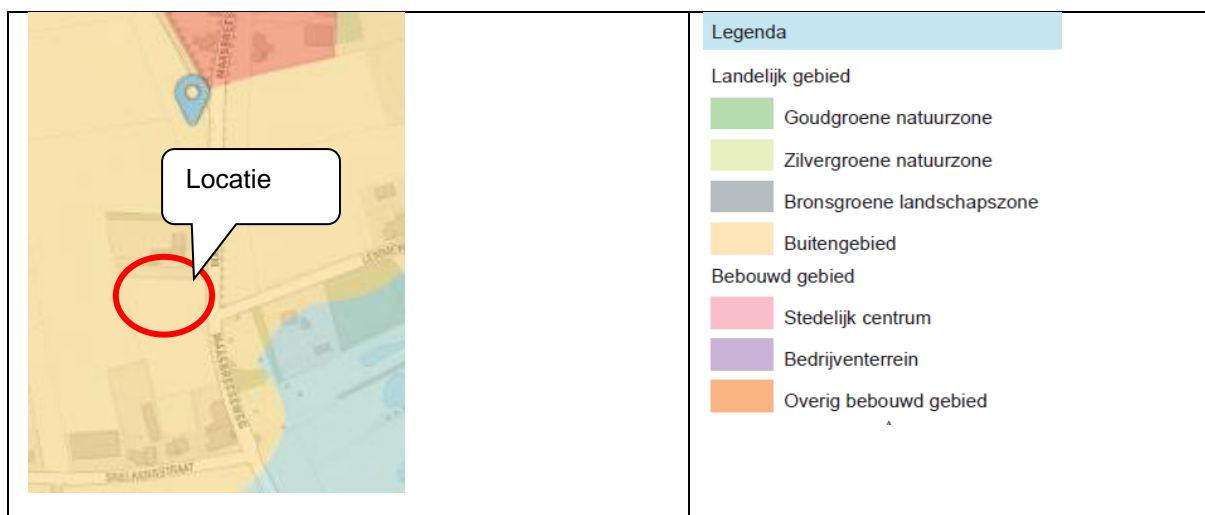 Locatie
MAASBREESEWEG
Legenda
Landelijk gebied
Goudgroene natuurzone
Zilvergroene natuurzone
Bronsgroene landschapszone
Buitengebied
Bebouwd gebied
Stedelijk centrum
Bedrijventerrein
Overig bebouwd gebied